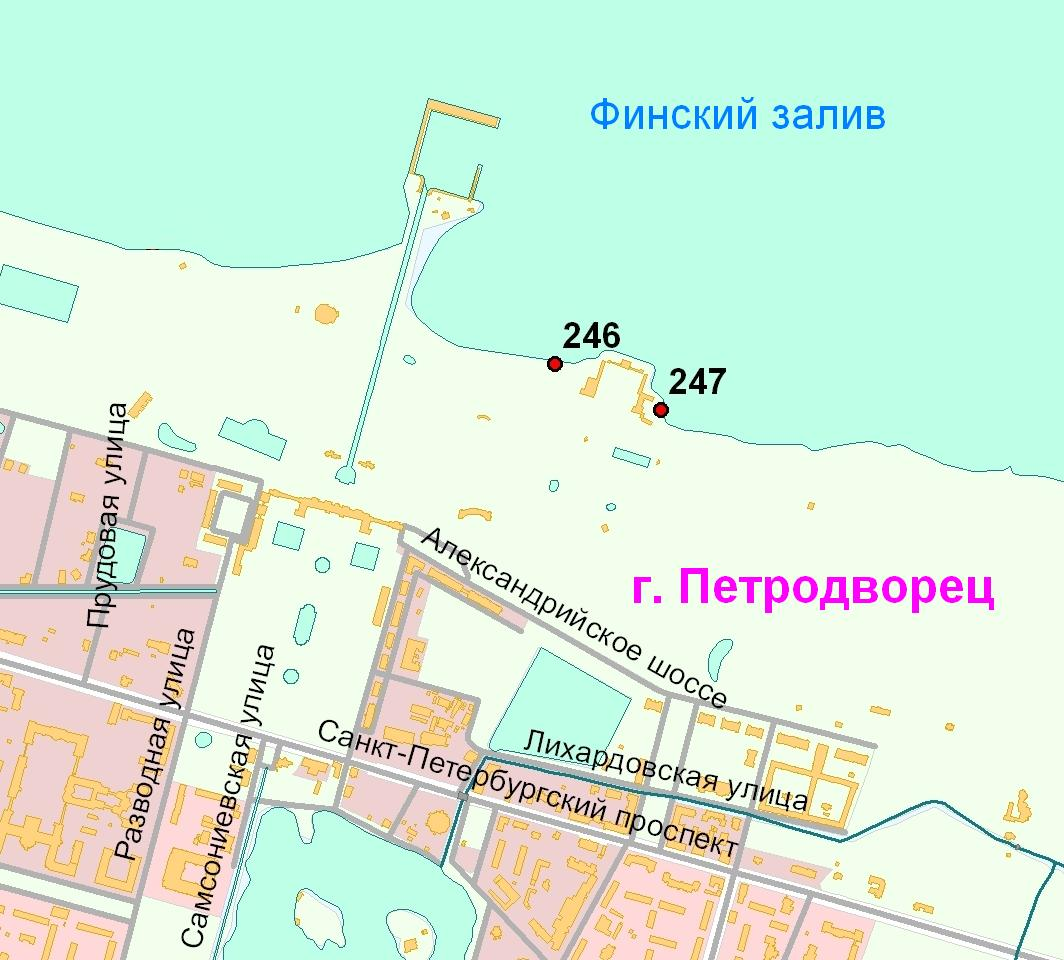 Финский залив
246
247
г. Петродворец
Прудовая улица
Александрийское шоссе
Разводная улица
Самсониевская улица
Санкт-Петербургский проспект
Лихардовская улица